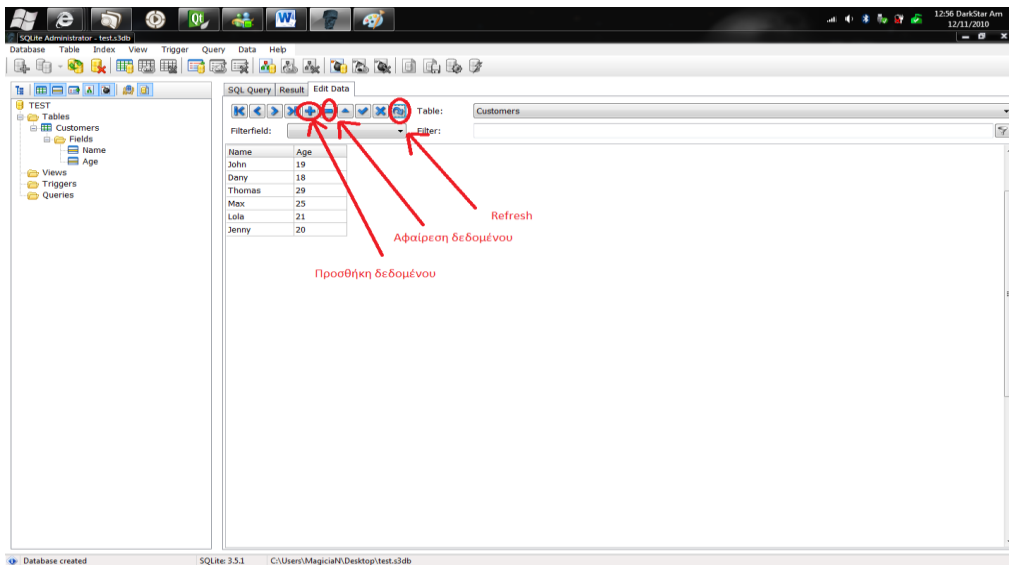 12:56 DarkStar Am
12/11/2010
SQLite Administrator - test.s3db
Database Table Index View Trigger Query Data Help
SQL Query Result Edit Data
TEST
Tables
Customers
Fields
Name
Age
Views
Triggers
Queries
Table: Customers
Filterfield: Filter:
Name Age
John 19
Dany 18
Thomas 29
Max 25
Lola 21
Jenny 20
Refresh
Αφαίρεση δεδομένου
Προσθήκη δεδομένου
Database created SQLite: 3.5.1 C:\Users\MagiciaN\Desktop\test.s3db